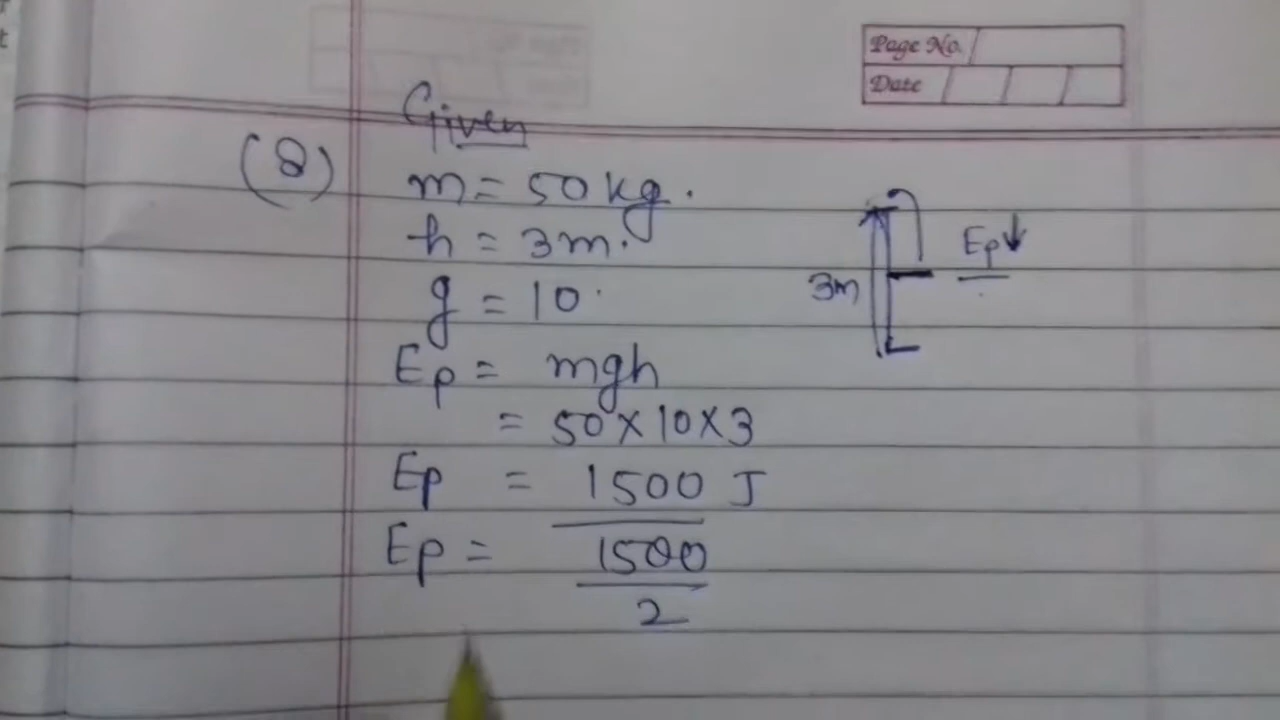 Page No.
Date
Given
(8)
m = 50 kg.
h = 3m.
g = 10
Ep = mgh
= 50 × 10 × 3
Ep = 1500 J
Ep = 1500
2
3m
Ep↓